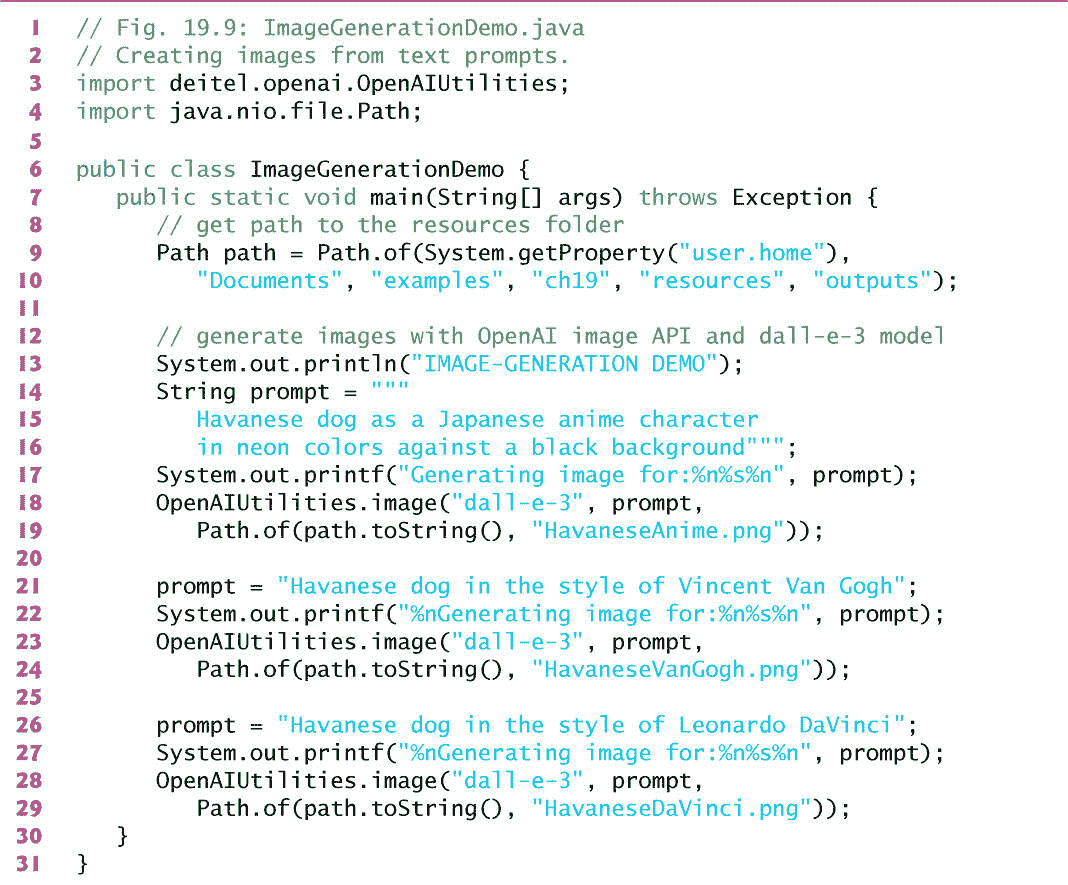 1 // Fig. 19.9: ImageGenerationDemo.java
2 // Creating images from text prompts.
3 import deitel.openai.OpenAIUtilities;
4 import java.nio.file.Path;
5
6 public class ImageGenerationDemo {
7    public static void main(String[] args) throws Exception {
8       // get path to the resources folder
9       Path path = Path.of(System.getProperty("user.home"),
10          "Documents", "examples", "ch19", "resources", "outputs");
11
12       // generate images with OpenAI image API and dall-e-3 model
13       System.out.println("IMAGE-GENERATION DEMO");
14       String prompt = """
15          Havanese dog as a Japanese anime character
16          in neon colors against a black background""";
17       System.out.printf("Generating image for:%n%s%n", prompt);
18       OpenAIUtilities.image("dall-e-3", prompt,
19          Path.of(path.toString(), "HavaneseAnime.png"));
20
21       prompt = "Havanese dog in the style of Vincent Van Gogh";
22       System.out.printf("%nGenerating image for:%n%s%n", prompt);
23       OpenAIUtilities.image("dall-e-3", prompt,
24          Path.of(path.toString(), "HavaneseVanGogh.png"));
25
26       prompt = "Havanese dog in the style of Leonardo DaVinci";
27       System.out.printf("%nGenerating image for:%n%s%n", prompt);
28       OpenAIUtilities.image("dall-e-3", prompt,
29          Path.of(path.toString(), "HavaneseDaVinci.png"));
30    }
31 }